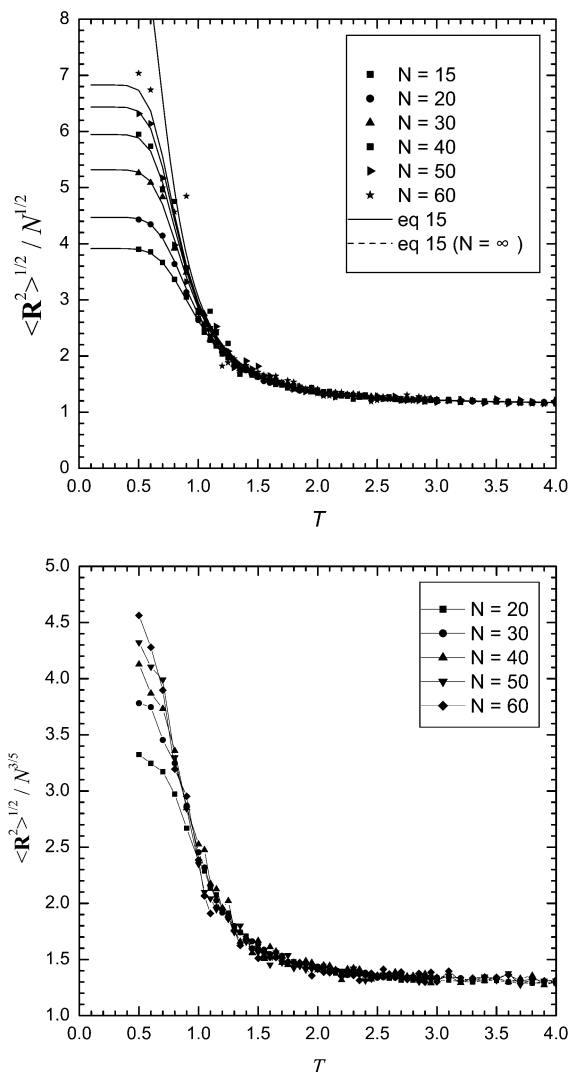 8
7
6
5
4
3
2
1
0
<R²>^1/2 / N^1/2
N = 15
N = 20
N = 30
N = 40
N = 50
N = 60
eq 15
eq 15 (N = ∞ )
0.0 0.5 1.0 1.5 2.0 2.5 3.0 3.5 4.0
T
5.0
4.5
4.0
3.5
3.0
2.5
2.0
1.5
1.0
<R²>^1/2 / N^3/5
N = 20
N = 30
N = 40
N = 50
N = 60
0.0 0.5 1.0 1.5 2.0 2.5 3.0 3.5 4.0
T